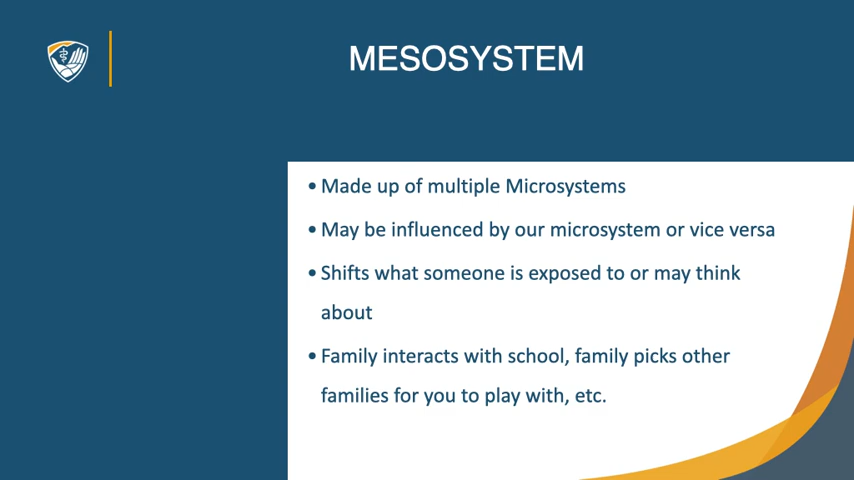 MESOSYSTEM
• Made up of multiple Microsystems
• May be influenced by our microsystem or vice versa
• Shifts what someone is exposed to or may think
about
• Family interacts with school, family picks other
families for you to play with, etc.